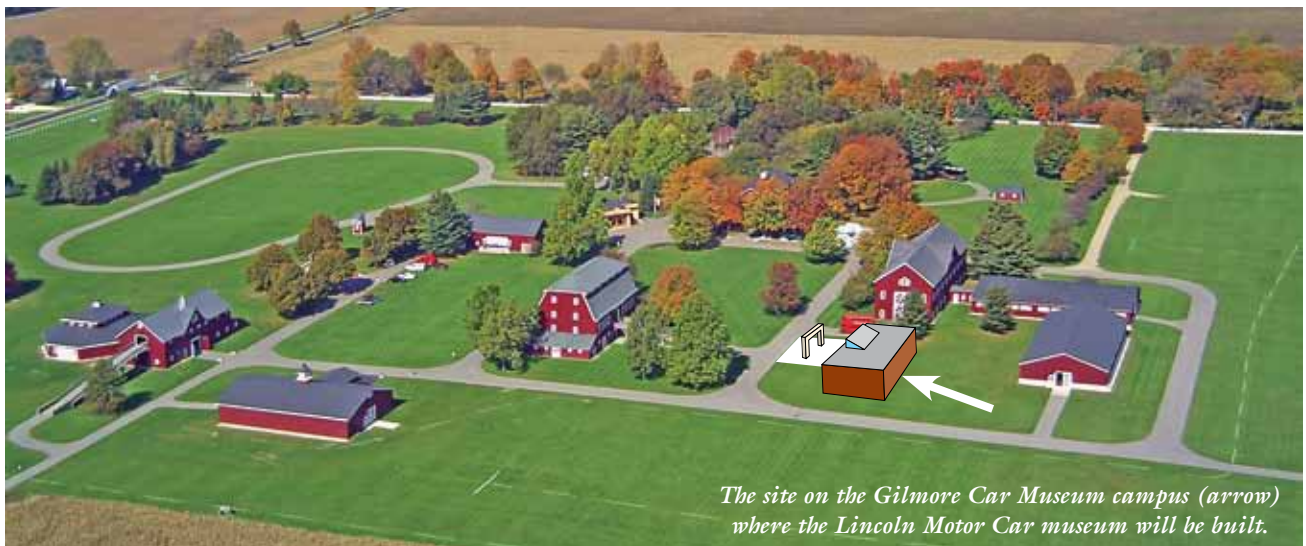 The site on the Gilmore Car Museum campus (arrow)
where the Lincoln Motor Car museum will be built.